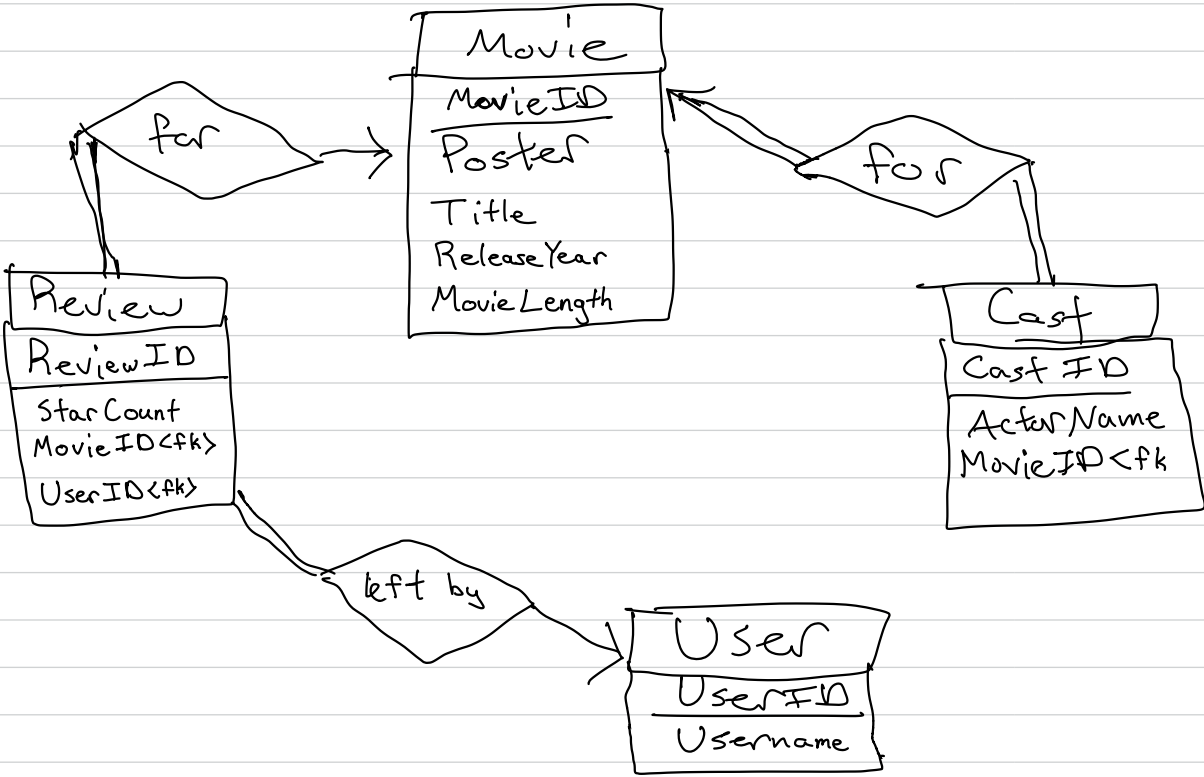 Movie
MovieID
Poster
Title
ReleaseYear
MovieLength
for
for
Review
ReviewID
StarCount
MovieID<fk>
UserID<fk>
Cast
Cast ID
ActorName
MovieID<fk
left by
User
UserID
Username